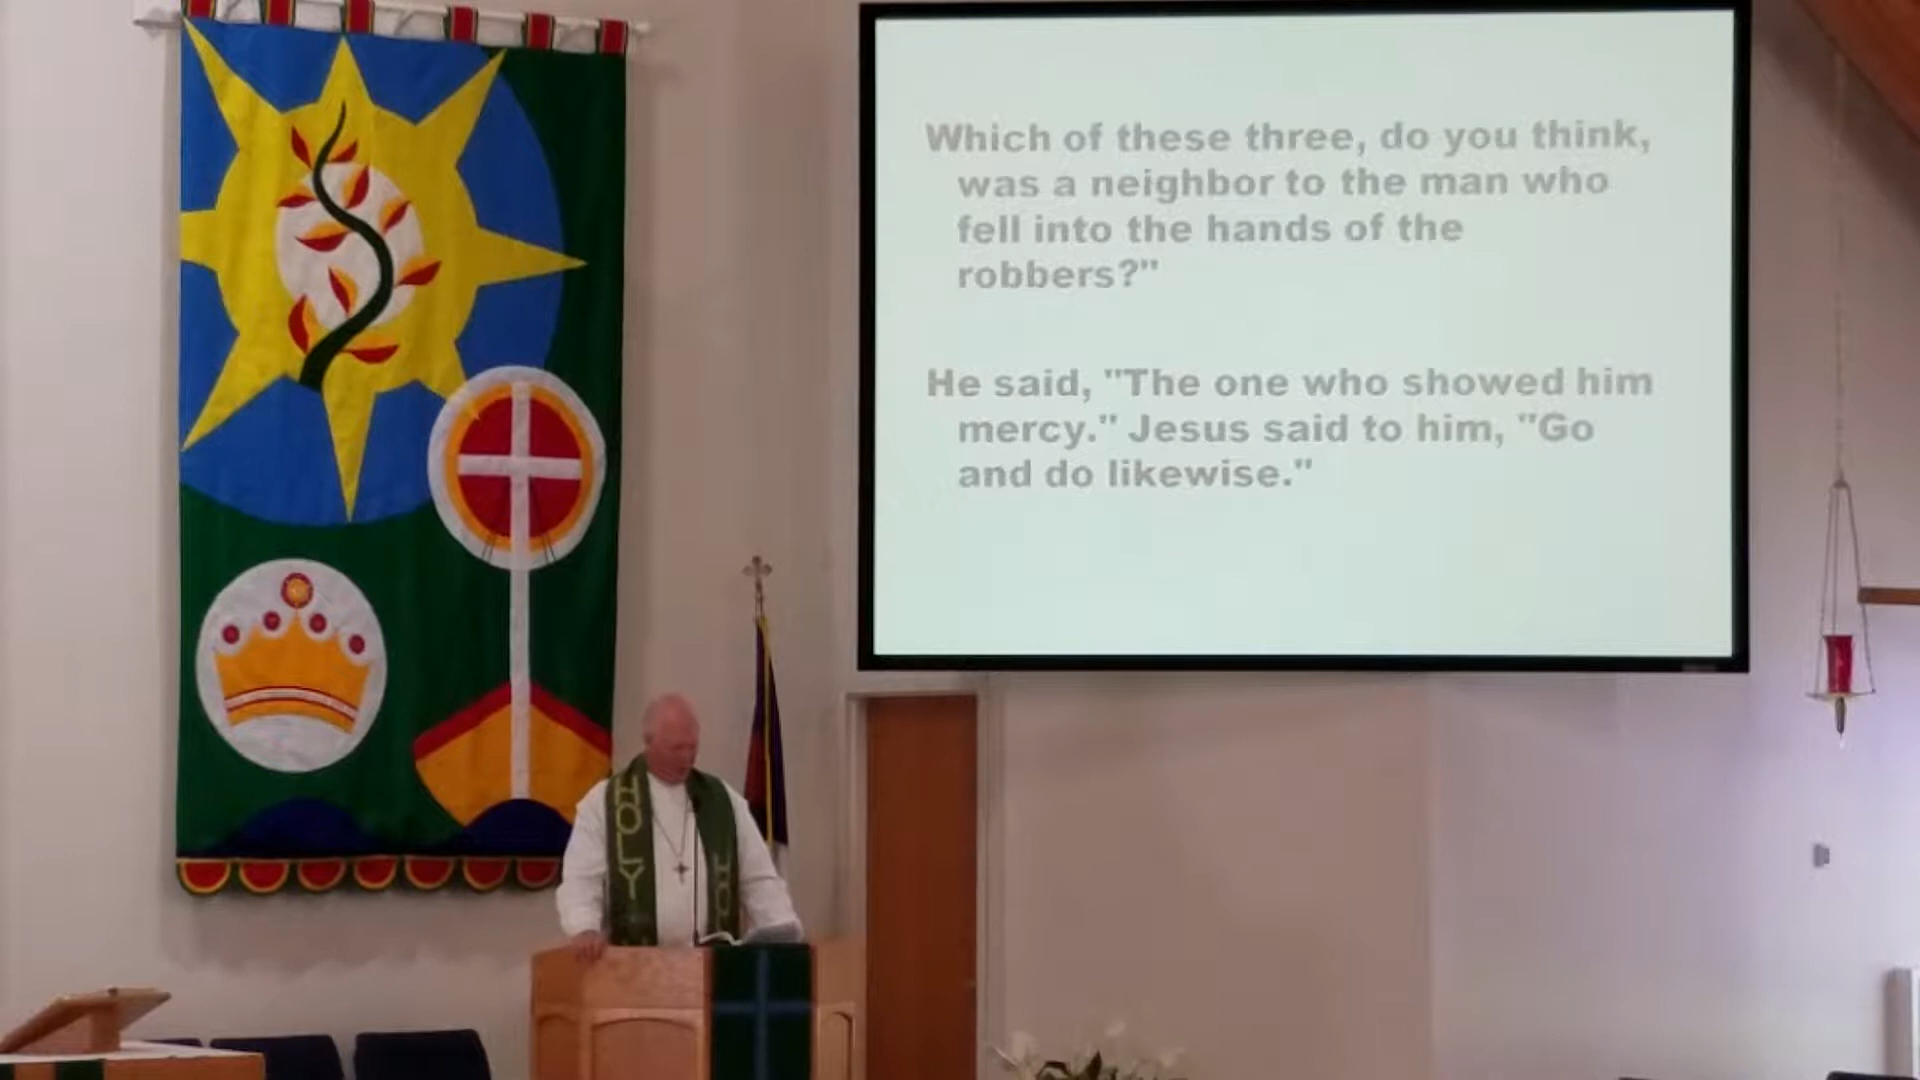 Which of these three, do you think,
was a neighbor to the man who
fell into the hands of the
robbers?"
He said, "The one who showed him
mercy." Jesus said to him, "Go
and do likewise."
HOLY
HO